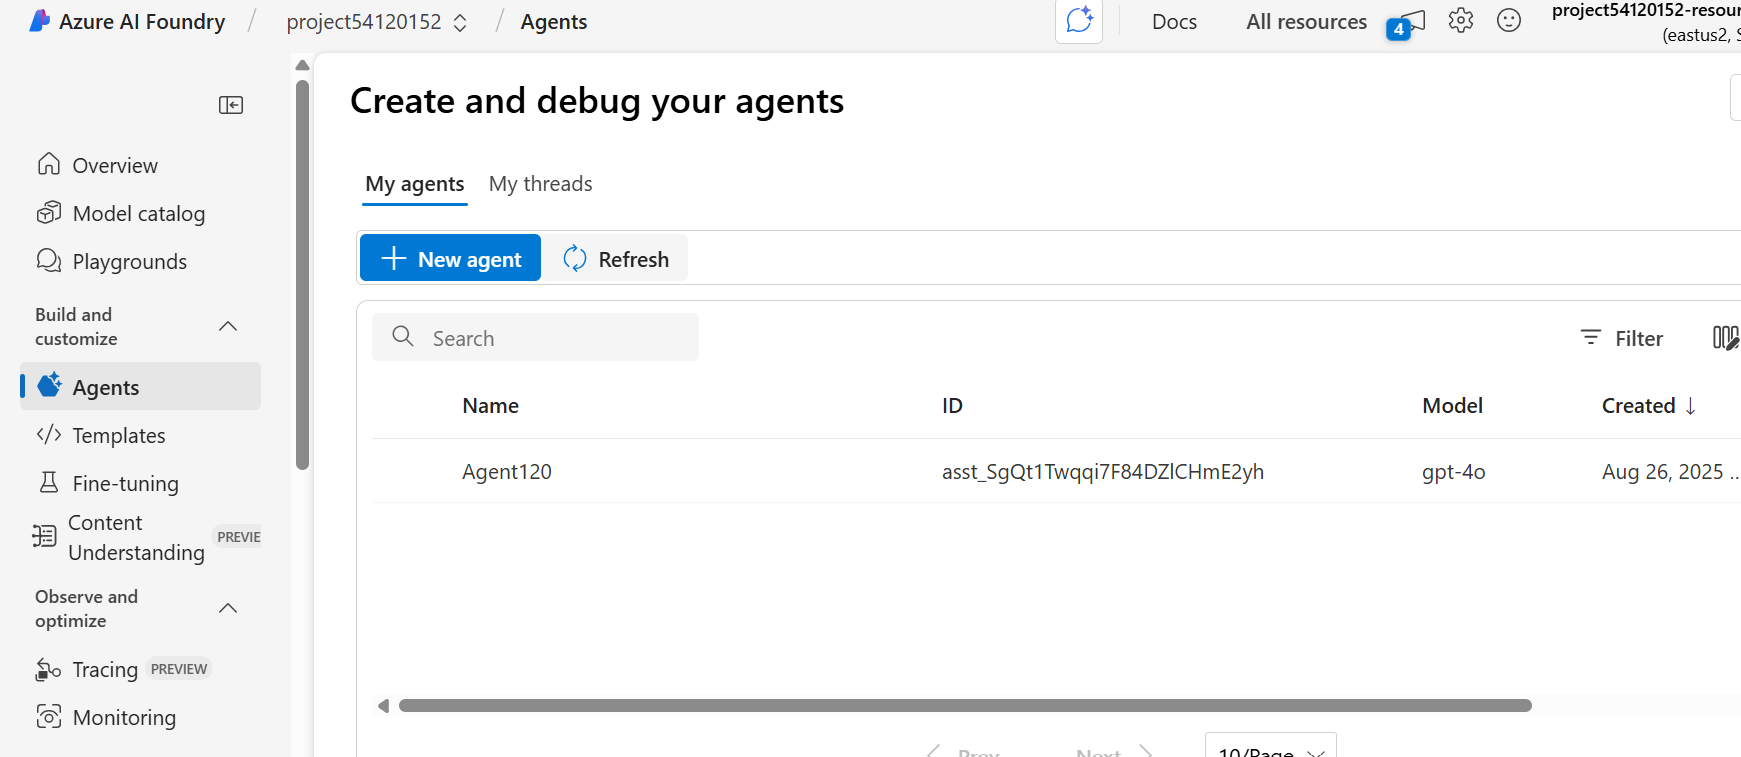 Azure AI Foundry / project54120152 / Agents
Docs
All resources
4
project54120152-resour
(eastus2, S
Overview
Model catalog
Playgrounds
Build and
customize
Agents
Templates
Fine-tuning
Content
Understanding PREVIE
Observe and
optimize
Tracing PREVIEW
Monitoring
Create and debug your agents
My agents My threads
New agent Refresh
Search
Filter
Name ID Model Created
Agent120 asst_SgQt1Twqqi7F84DZlCHmE2yh gpt-4o Aug 26, 2025 ...
Prev Next 10/Page